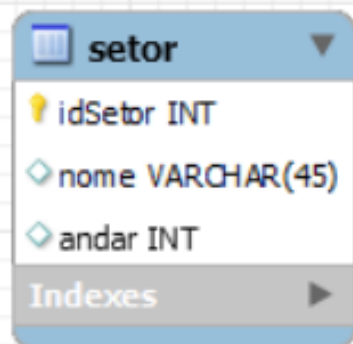 setor
idSetor INT
nome VARCHAR(45)
andar INT
Indexes